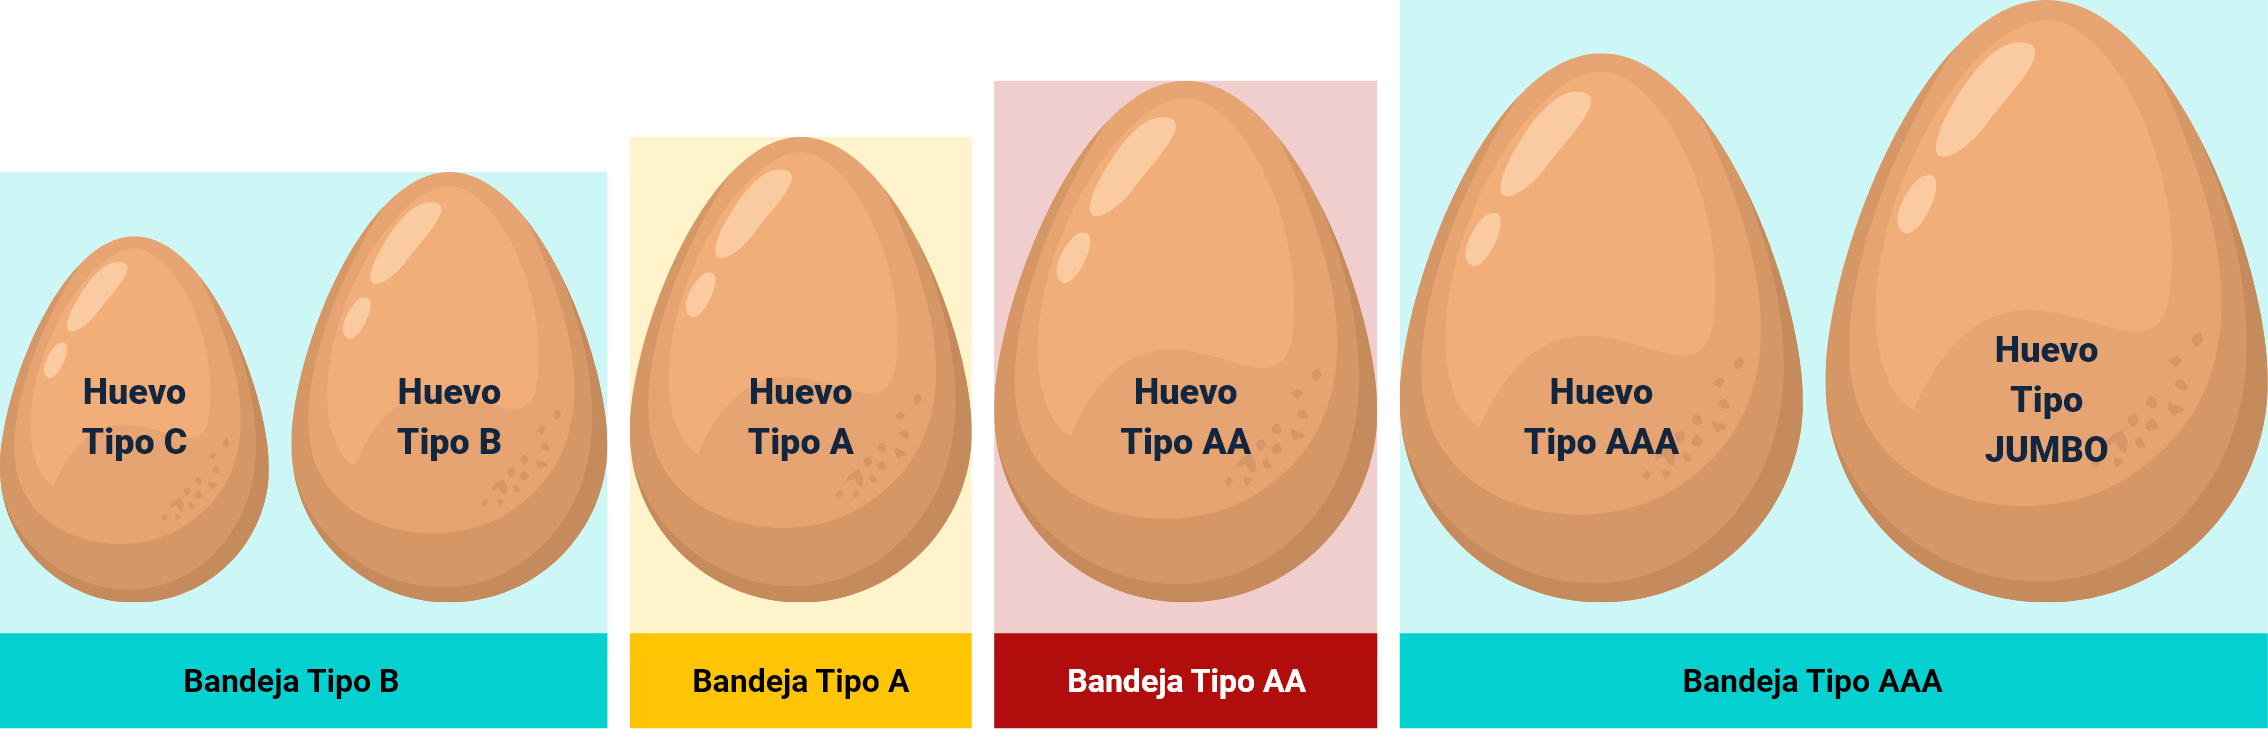 Huevo
Tipo C
Huevo
Tipo B
Huevo
Tipo A
Huevo
Tipo AA
Huevo
Tipo AAA
Huevo
Tipo
JUMBO
Bandeja Tipo B
Bandeja Tipo A
Bandeja Tipo AA
Bandeja Tipo AAA